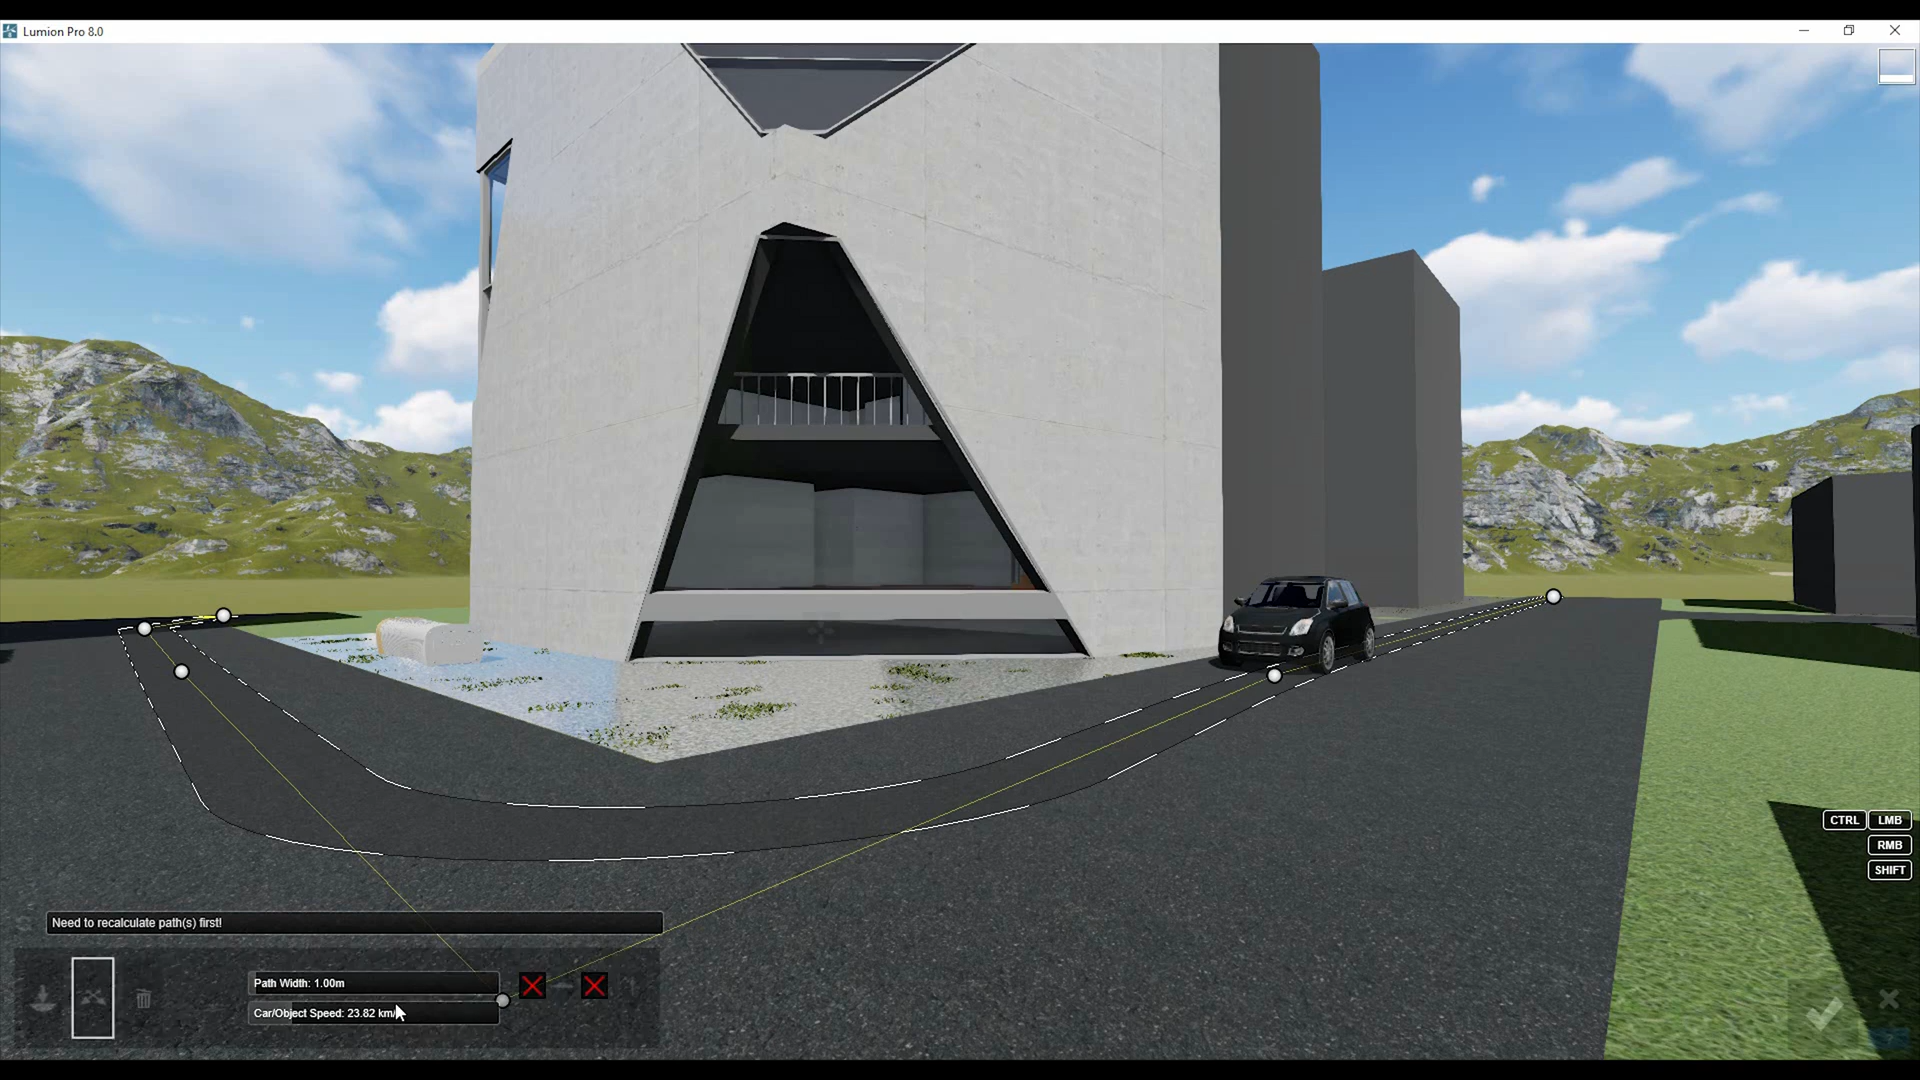 Lumion Pro 8.0
CTRL LMB
RMB
SHIFT
Need to recalculate path(s) first!
Path Width: 1.00m
Car/Object Speed: 23.82 km/